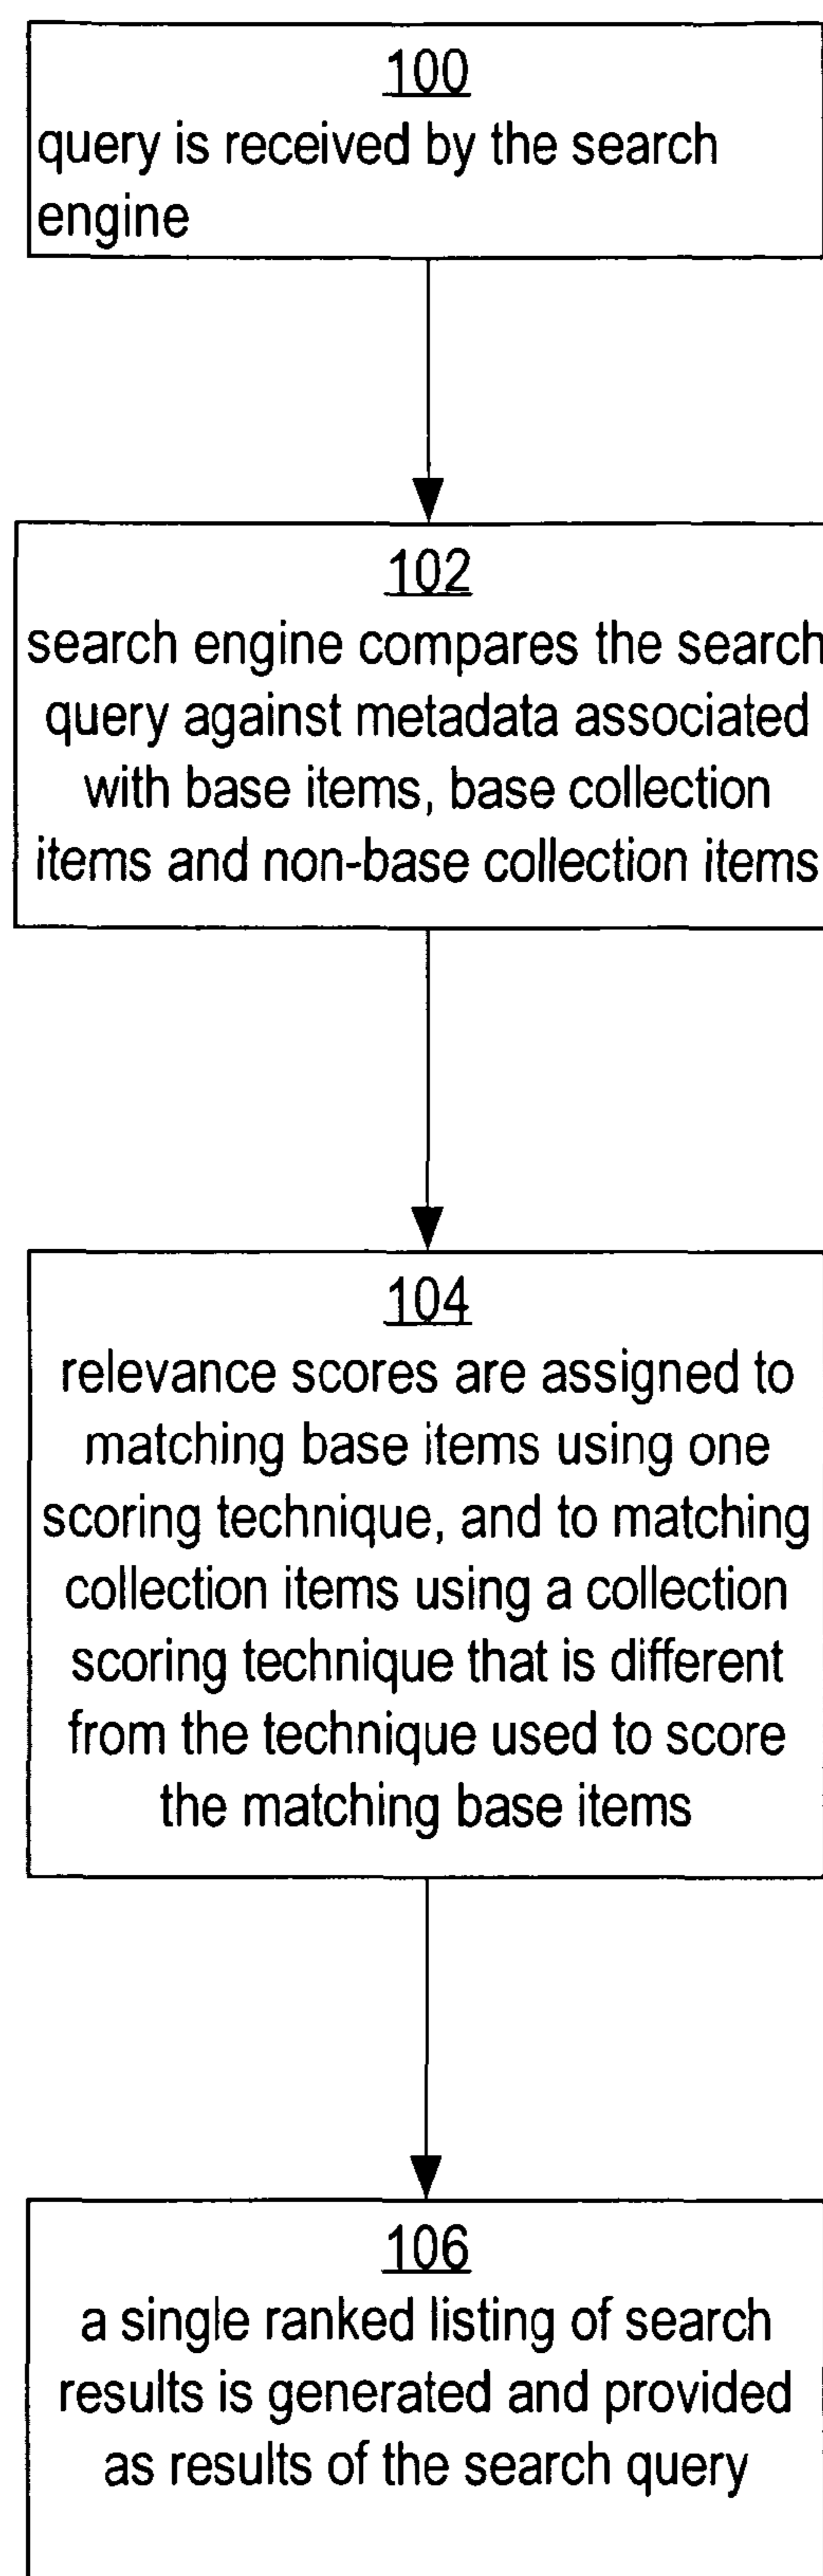 100
query is received by the search
engine
102
search engine compares the search
query against metadata associated
with base items, base collection
items and non-base collection items
104
relevance scores are assigned to
matching base items using one
scoring technique, and to matching
collection items using a collection
scoring technique that is different
from the technique used to score
the matching base items
106
a single ranked listing of search
results is generated and provided
as results of the search query